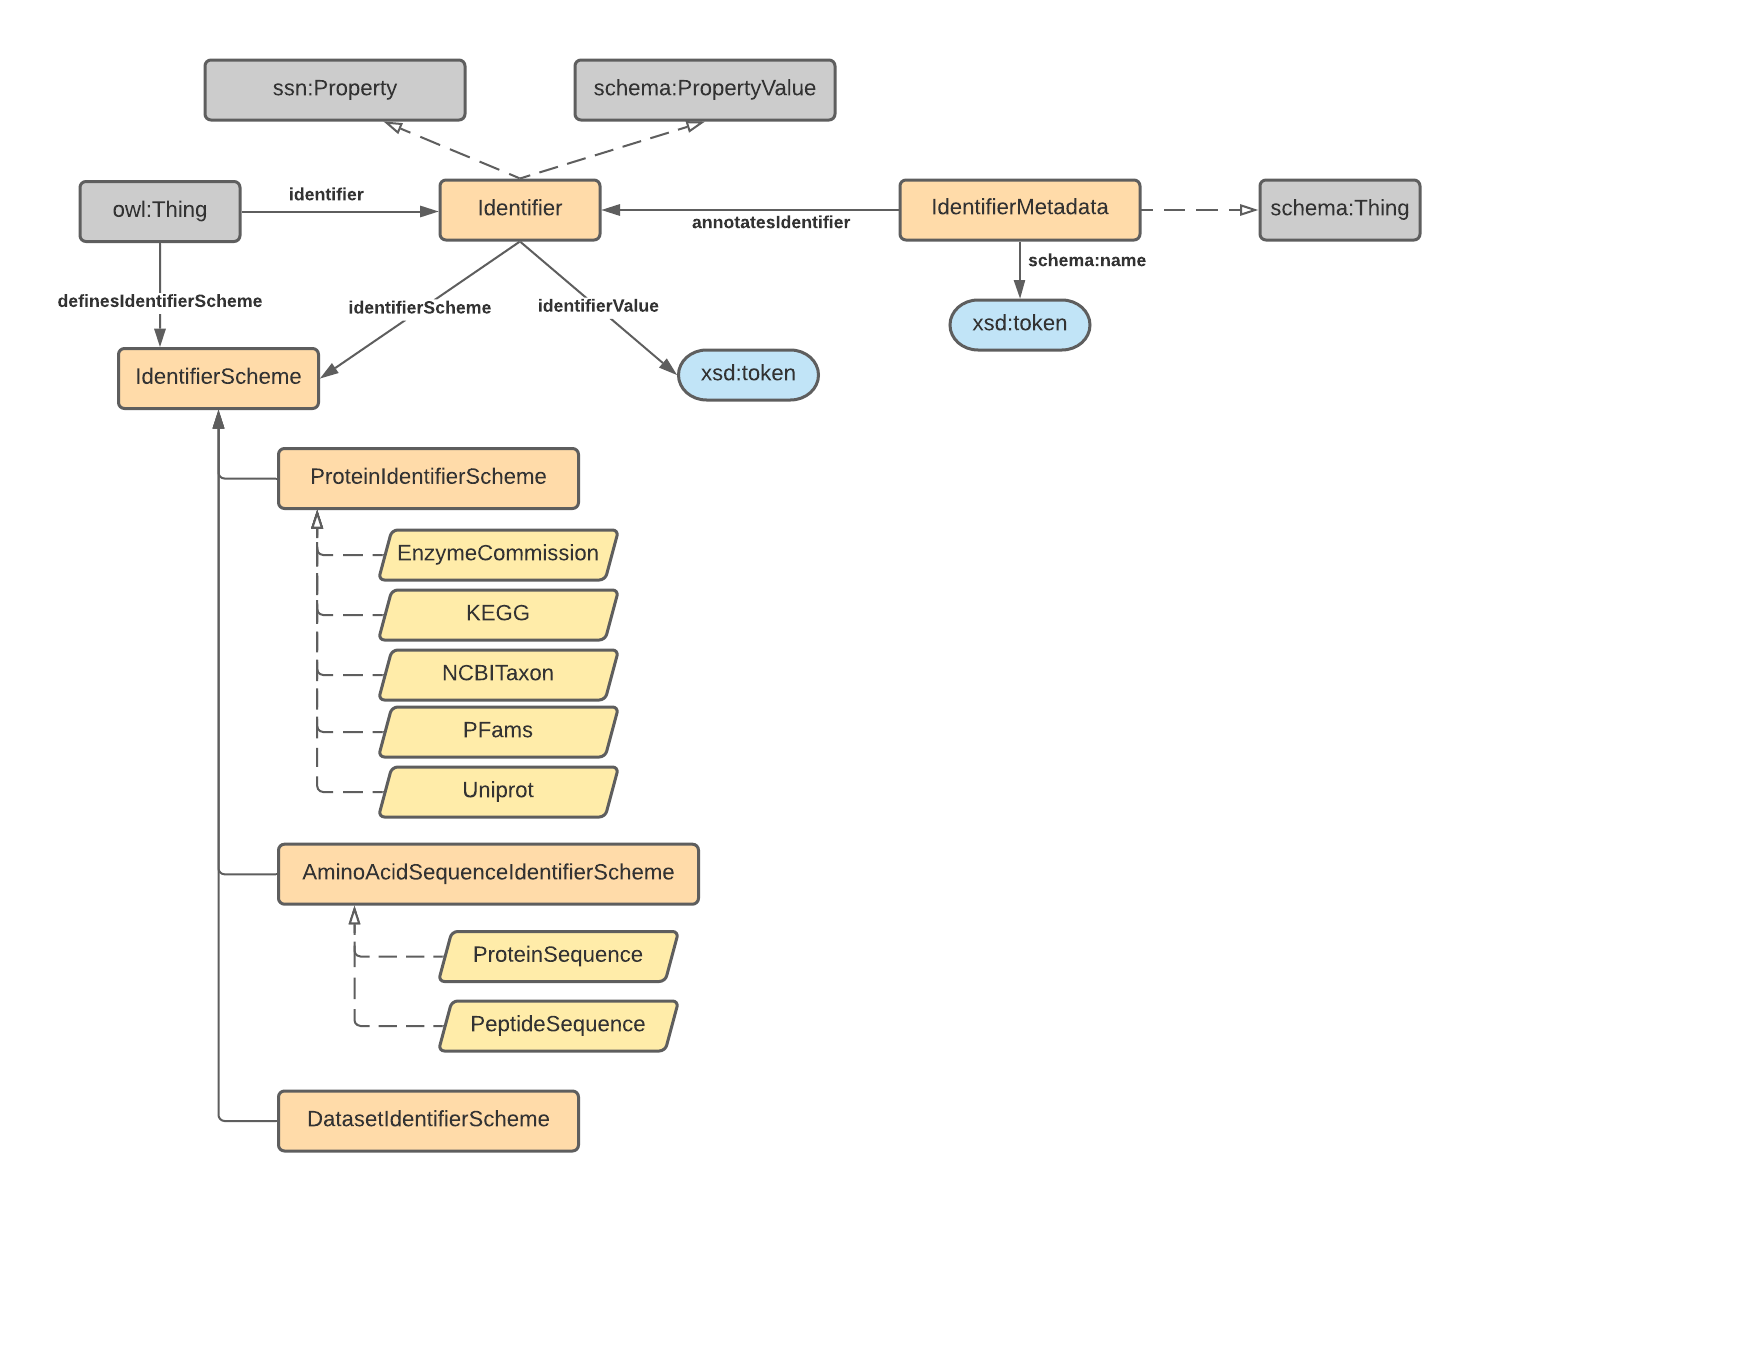 ssn:Property
schema:PropertyValue
owl:Thing
identifier
Identifier
annotatesIdentifier
IdentifierMetadata
schema:Thing
schema:name
definesIdentifierScheme
identifierScheme
identifierValue
xsd:token
IdentifierScheme
xsd:token
ProteinIdentifierScheme
EnzymeCommission
KEGG
NCBITaxon
PFams
Uniprot
AminoAcidSequenceIdentifierScheme
ProteinSequence
PeptideSequence
DatasetIdentifierScheme